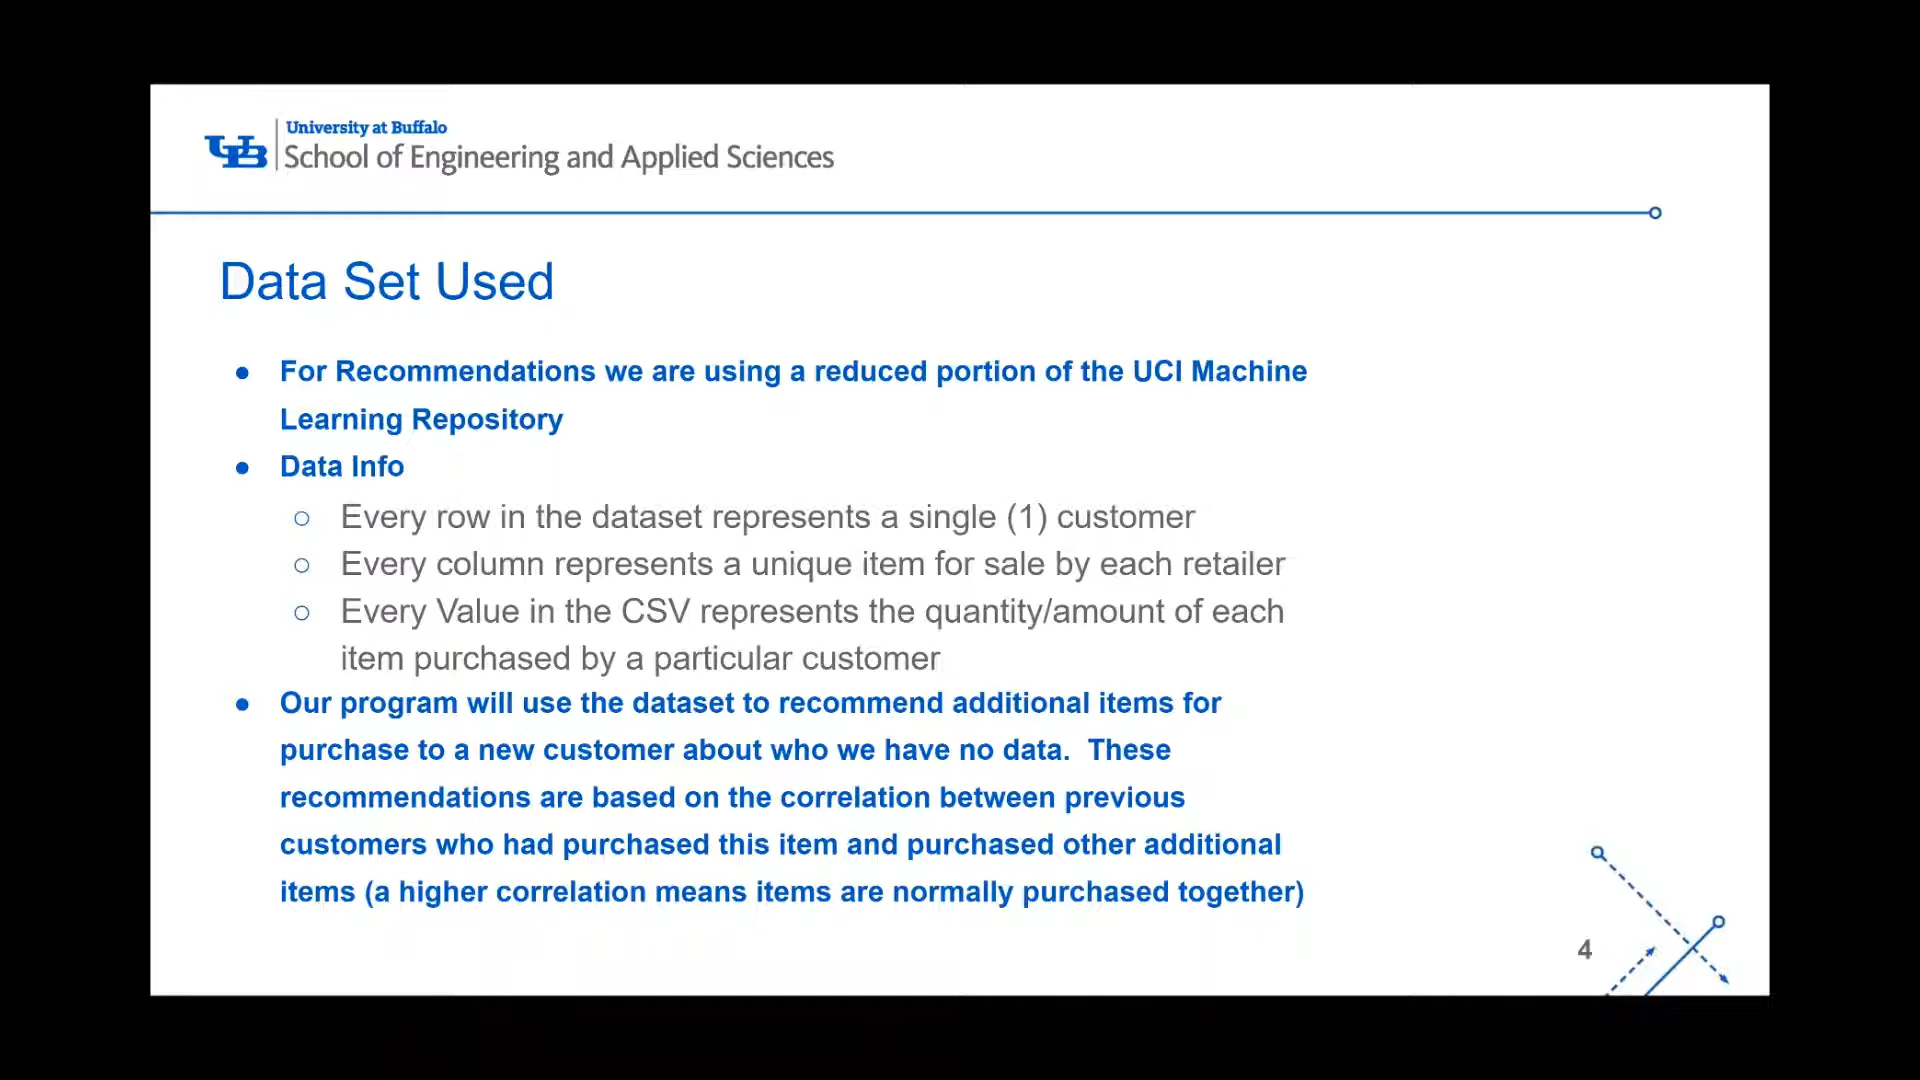 University at Buffalo
UB School of Engineering and Applied Sciences
Data Set Used
● For Recommendations we are using a reduced portion of the UCI Machine
Learning Repository
● Data Info
○ Every row in the dataset represents a single (1) customer
○ Every column represents a unique item for sale by each retailer
○ Every Value in the CSV represents the quantity/amount of each
item purchased by a particular customer
● Our program will use the dataset to recommend additional items for
purchase to a new customer about who we have no data.  These
recommendations are based on the correlation between previous
customers who had purchased this item and purchased other additional
items (a higher correlation means items are normally purchased together)
4